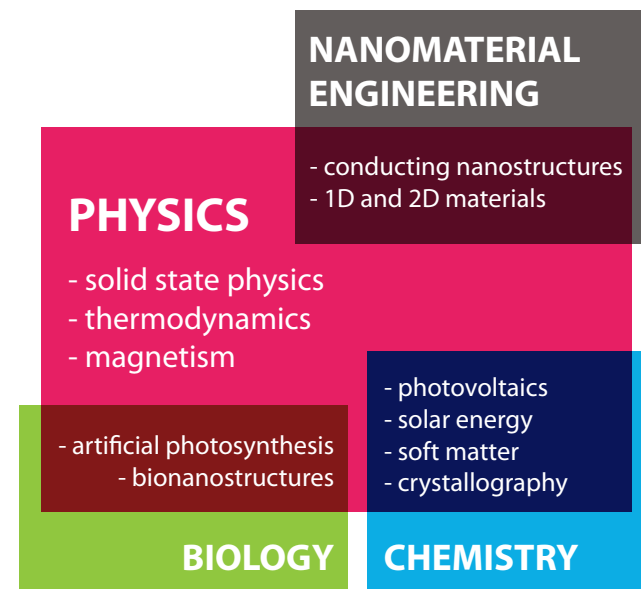 NANOMATERIAL
ENGINEERING
- conducting nanostructures
- 1D and 2D materials
PHYSICS
- solid state physics
- thermodynamics
- magnetism
- photovoltaics
- solar energy
- soft matter
- crystallography
- artificial photosynthesis
- bionanostructures
BIOLOGY
CHEMISTRY